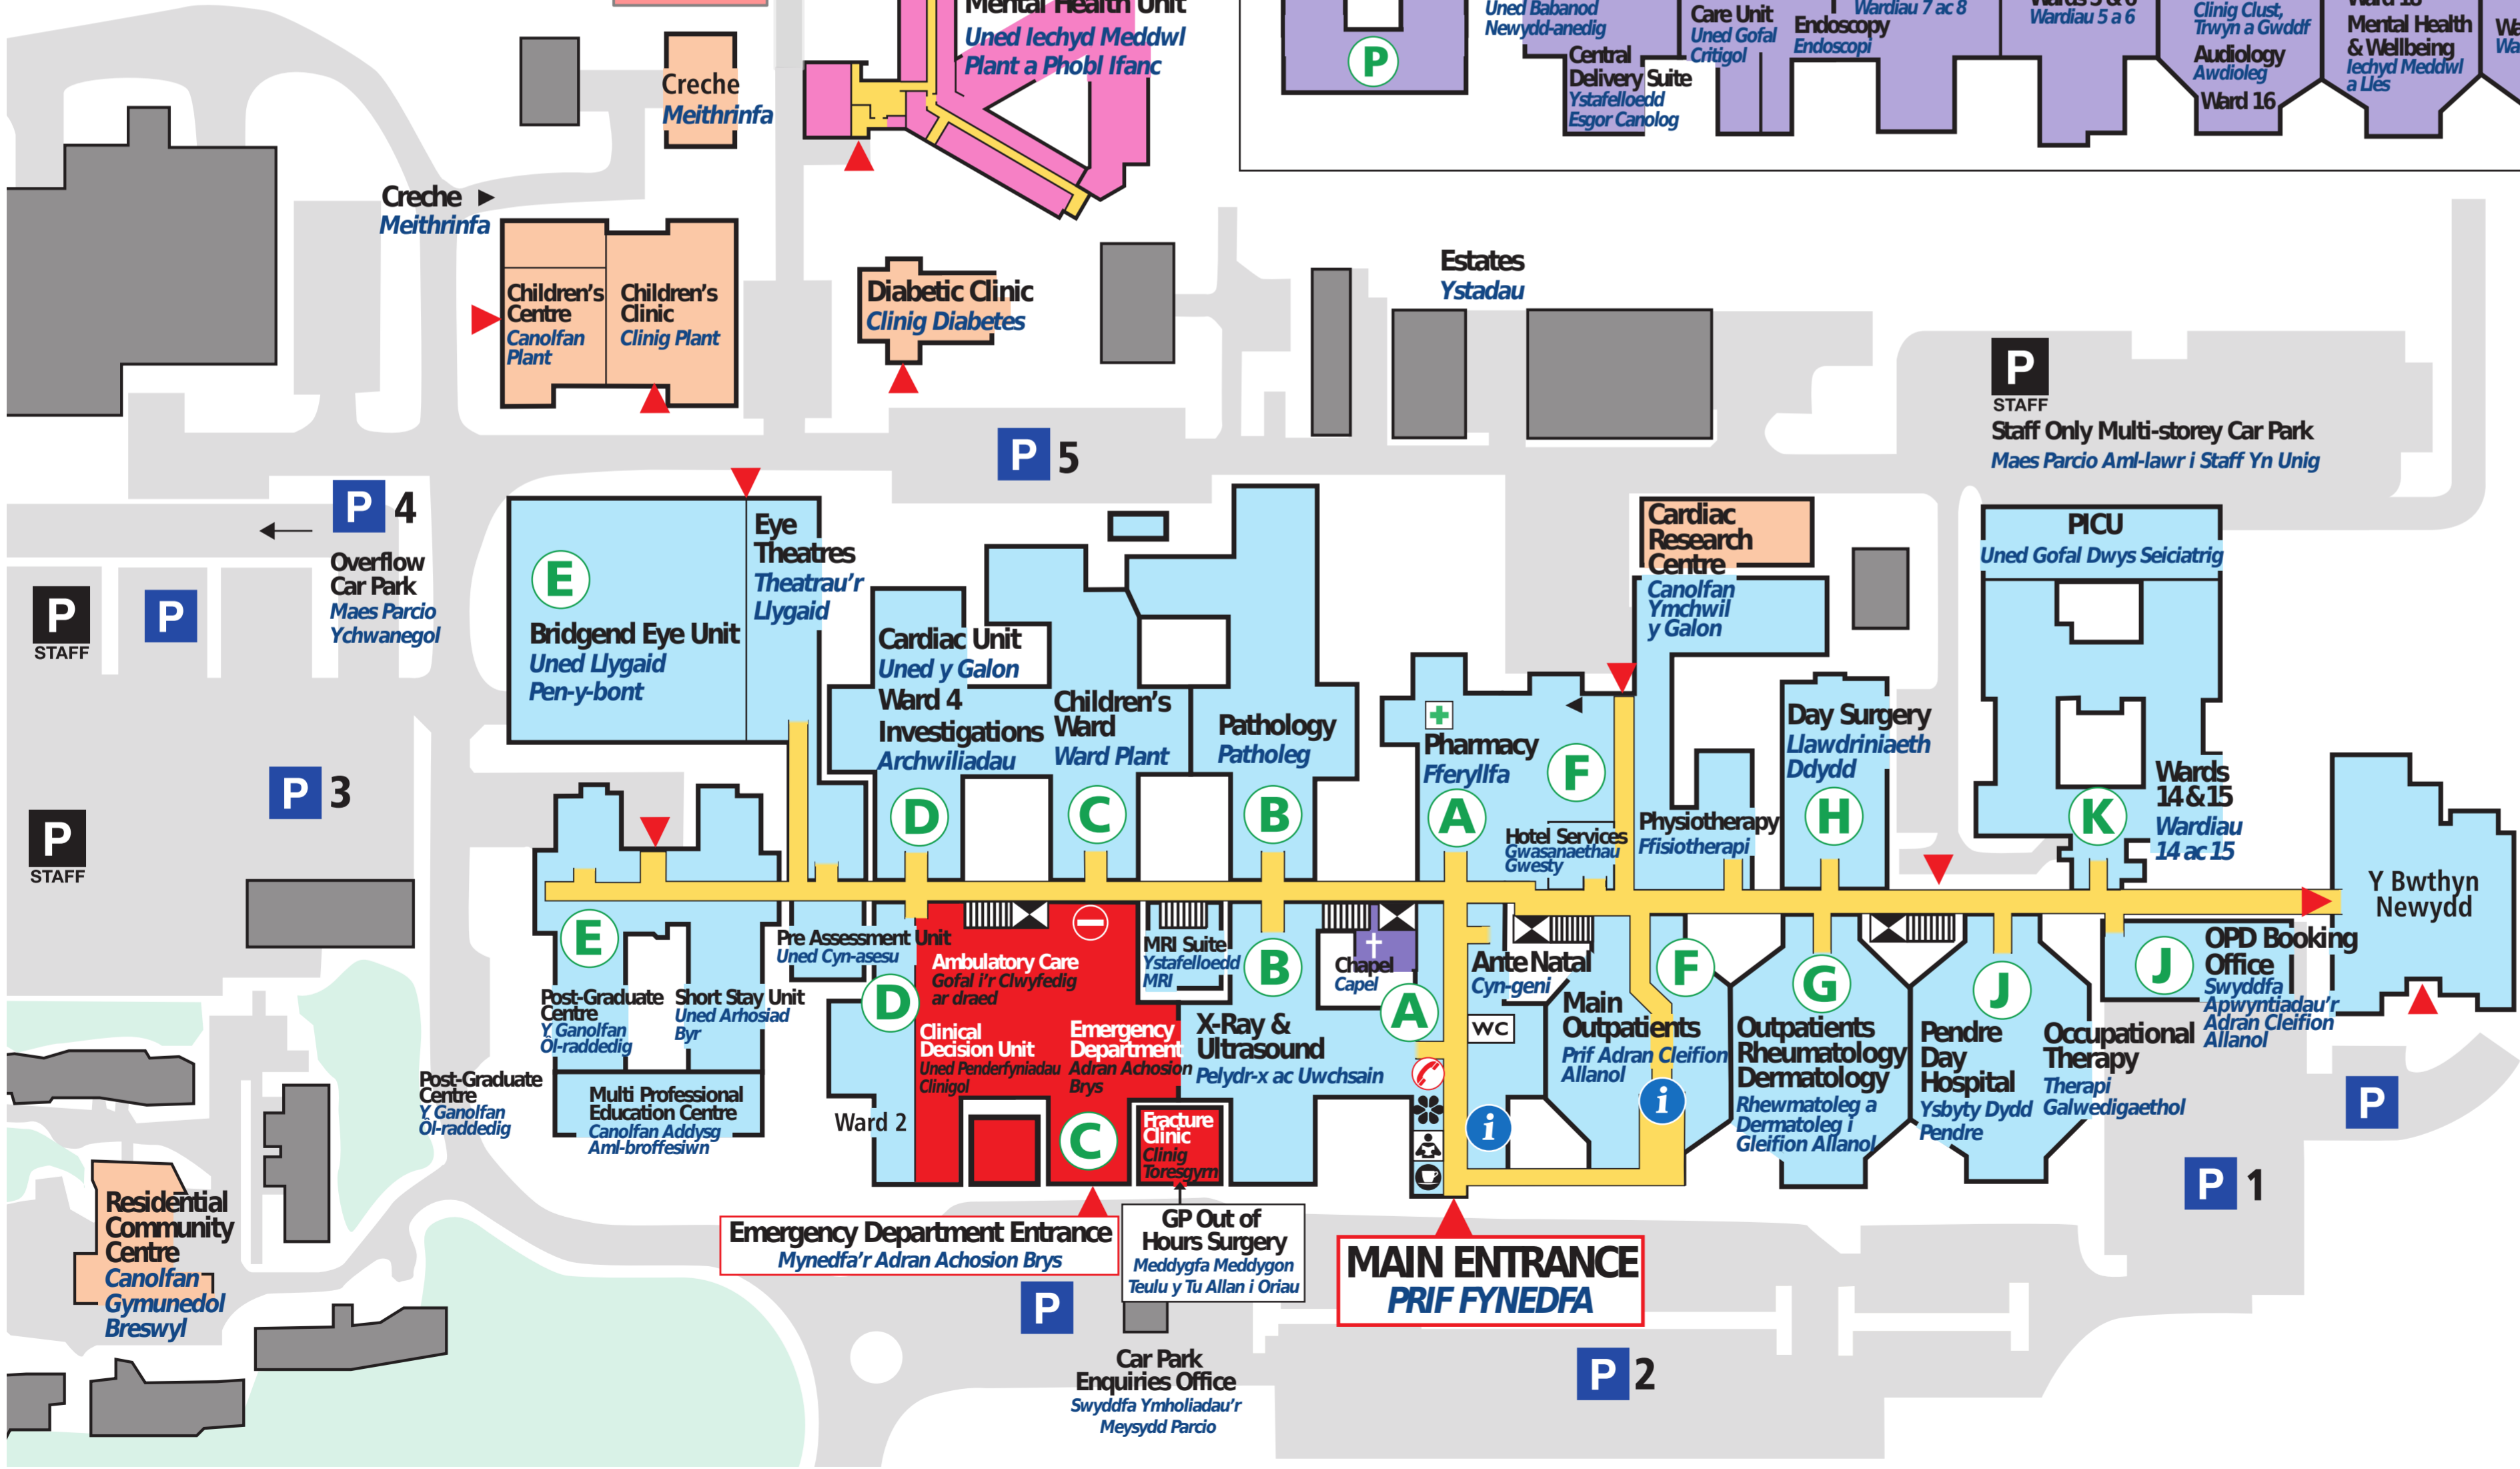 Mental Health Unit
Uned Iechyd Meddwl
Plant a Phobl Ifanc
Creche
Meithrinfa
Uned Babanod
Newydd-anedig
P
Central
Delivery Suite
Ystafelloedd
Esgor Canolog
Care Unit
Uned Gofal
Critigol
Wardiau 7 ac 8
Endoscopy
Endoscopi
Wards 5 & 6
Wardiau 5 a 6
Clinig Clust,
Trwyn a Gwddf
Audiology
Awdioleg
Ward 16
Ward 18
Mental Health
& Wellbeing
Iechyd Meddwl
a Lles
Creche
Meithrinfa
Children's
Centre
Canolfan
Plant
Children's
Clinic
Clinig Plant
Diabetic Clinic
Clinig Diabetes
Estates
Ystadau
P
STAFF
Staff Only Multi-storey Car Park
Maes Parcio Aml-lawr i Staff Yn Unig
P 5
P 4
Overflow
Car Park
Maes Parcio
Ychwanegol
P
STAFF
P
E
Bridgend Eye Unit
Uned Llygaid
Pen-y-bont
Eye
Theatres
Theatrau'r
Llygaid
Cardiac Unit
Uned y Galon
Ward 4
Investigations
Archwiliadau
Children's
Ward
Ward Plant
Pathology
Patholeg
Cardiac
Research
Centre
Canolfan
Ymchwil
y Galon
PICU
Uned Gofal Dwys Seiciatrig
Pharmacy
Fferyllfa
F
Day Surgery
Llawdriniaeth
Ddydd
Wards
14 & 15
Wardiau
14 ac 15
P 3
P
STAFF
D
C
B
A
Hotel Services
Gwasanaethau
Gwesty
Physiotherapy
Ffisiotherapi
H
K
Y Bwthyn
Newydd
E
Pre Assessment Unit
Uned Cyn-asesu
D
Ambulatory Care
Gofal i'r Clwyfedig
ar draed
MRI Suite
Ystafelloedd
MRI
B
Chapel
Capel
A
Ante Natal
Cyn-geni
WC
F
G
J
J
OPD Booking
Office
Swyddfa
Apwyntiadau'r
Adran Cleifion
Allanol
Post-Graduate
Centre
Y Ganolfan
Ôl-raddedig
Short Stay Unit
Uned Arhosiad
Byr
Clinical
Decision Unit
Uned Penderfyniadau
Clinigol
Emergency
Department
Adran Achosion
Brys
X-Ray &
Ultrasound
Pelydr-x ac Uwchsain
Main
Outpatients
Prif Adran Cleifion
Allanol
Outpatients
Rheumatology
Dermatology
Rhewmatoleg a
Dermatoleg i
Gleifion Allanol
Pendre
Day
Hospital
Ysbyty Dydd
Pendre
Occupational
Therapy
Therapi
Galwedigaethol
Post-Graduate
Centre
Y Ganolfan
Ôl-raddedig
Multi Professional
Education Centre
Canolfan Addysg
Aml-broffesiwn
Ward 2
C
Fracture
Clinic
Clinig
Toresgyrn
i
i
P
P 1
Residential
Community
Centre
Canolfan
Gymunedol
Breswyl
Emergency Department Entrance
Mynedfa'r Adran Achosion Brys
GP Out of
Hours Surgery
Meddygfa Meddygon
Teulu y Tu Allan i Oriau
MAIN ENTRANCE
PRIF FYNEDFA
P
Car Park
Enquiries Office
Swyddfa Ymholiadau'r
Meysydd Parcio
P 2